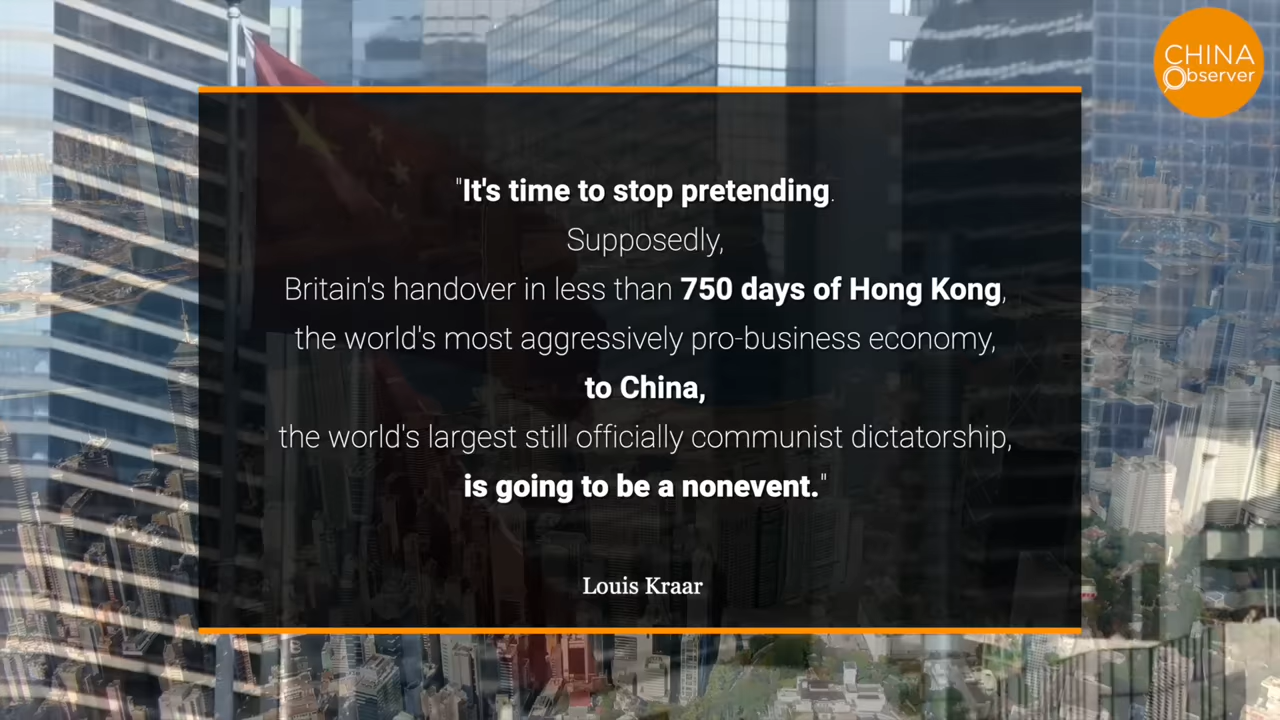 CHINA
Observer
"It's time to stop pretending.
Supposedly,
Britain's handover in less than 750 days of Hong Kong,
the world's most aggressively pro-business economy,
to China,
the world's largest still officially communist dictatorship,
is going to be a nonevent."
Louis Kraar